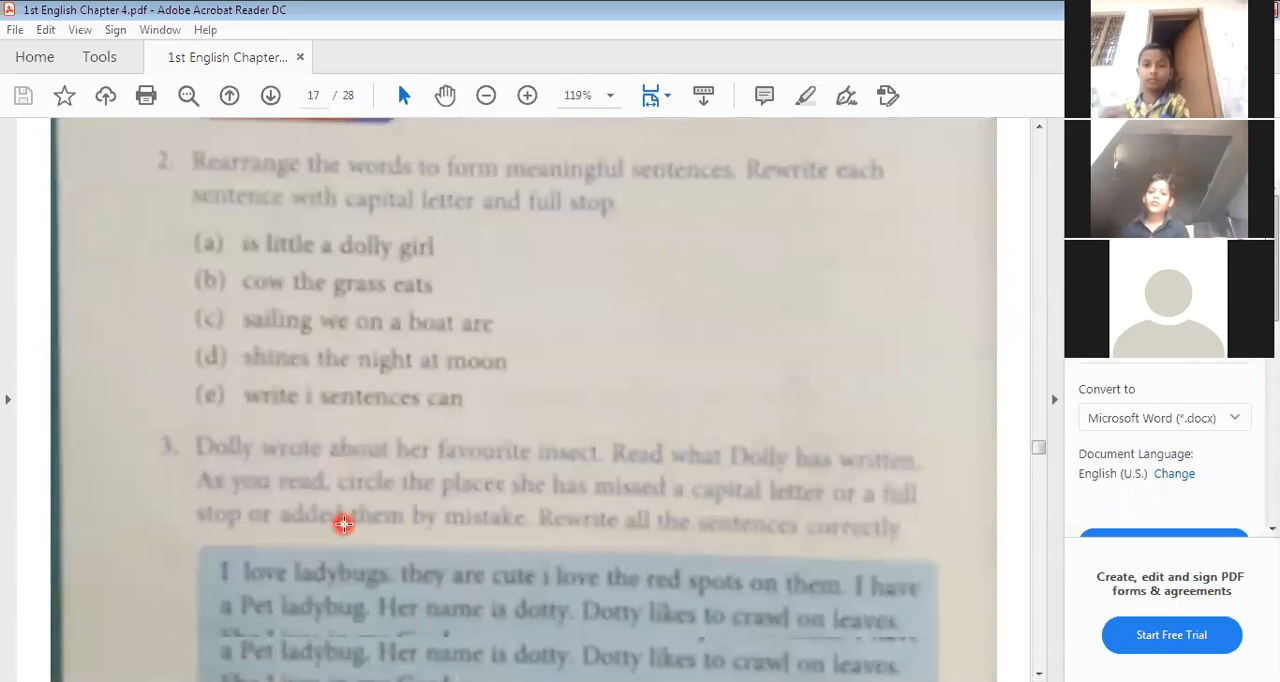 1st English Chapter 4.pdf - Adobe Acrobat Reader DC
File Edit View Sign Window Help
Home Tools 1st English Chapter... ×
17 / 28 119%
2. Rearrange the words to form meaningful sentences. Rewrite each
sentence with capital letter and full stop
(a) is little a dolly girl
(b) cow the grass eats
(c) sailing we on a boat are
(d) shines the night at moon
(e) write i sentences can
3. Dolly wrote about her favourite insect. Read what Dolly has written.
As you read, circle the places she has missed a capital letter or a full
stop or added them by mistake. Rewrite all the sentences correctly
I love ladybugs. they are cute i love the red spots on them. I have
a Pet ladybug. Her name is dotty. Dotty likes to crawl on leaves.
a Pet ladybug. Her name is dotty. Dotty likes to crawl on leaves.
Convert to
Microsoft Word (*.docx)
Document Language:
English (U.S.) Change
Create, edit and sign PDF
forms & agreements
Start Free Trial